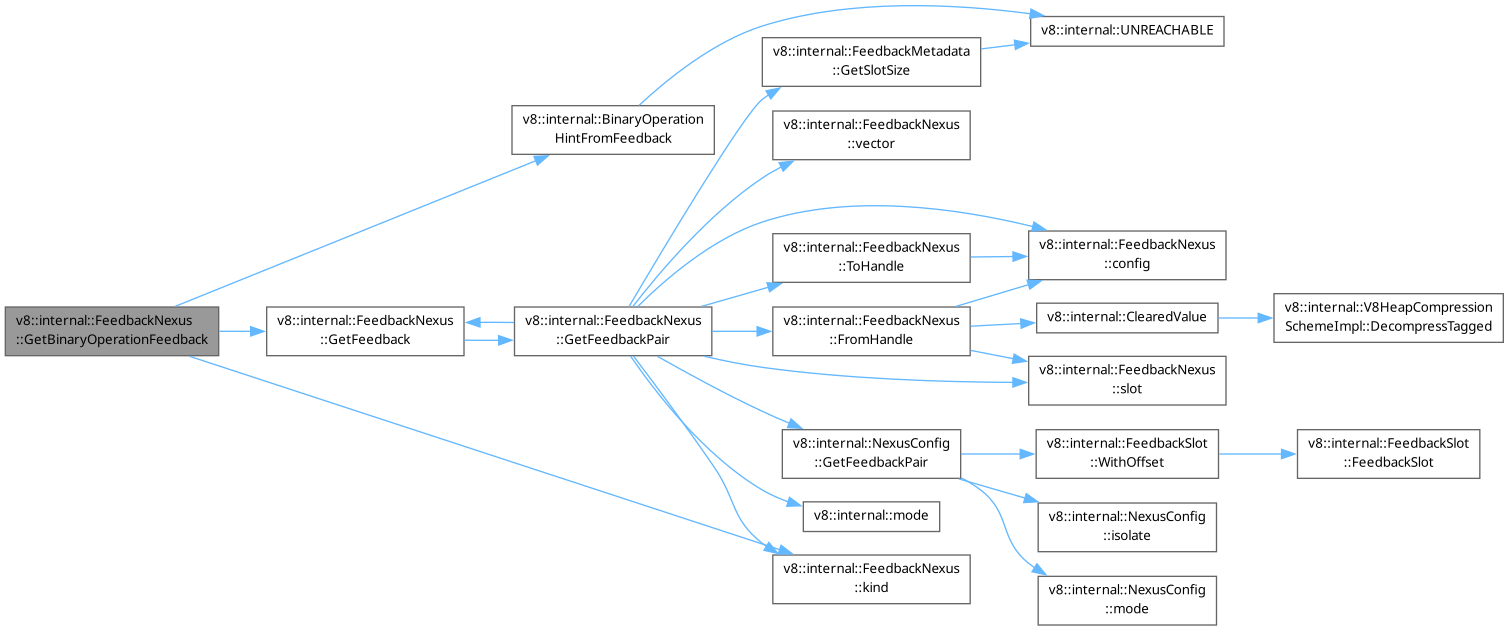 v8::internal::UNREACHABLE
v8::internal::FeedbackMetadata
::GetSlotSize
v8::internal::BinaryOperation
HintFromFeedback
v8::internal::FeedbackNexus
::vector
v8::internal::FeedbackNexus
::config
v8::internal::FeedbackNexus
::ToHandle
v8::internal::FeedbackNexus
::GetBinaryOperationFeedback
v8::internal::FeedbackNexus
::GetFeedback
v8::internal::FeedbackNexus
::GetFeedbackPair
v8::internal::FeedbackNexus
::FromHandle
v8::internal::ClearedValue
v8::internal::V8HeapCompression
SchemeImpl::DecompressTagged
v8::internal::FeedbackNexus
::slot
v8::internal::NexusConfig
::GetFeedbackPair
v8::internal::FeedbackSlot
::WithOffset
v8::internal::FeedbackSlot
::FeedbackSlot
v8::internal::mode
v8::internal::NexusConfig
::isolate
v8::internal::FeedbackNexus
::kind
v8::internal::NexusConfig
::mode